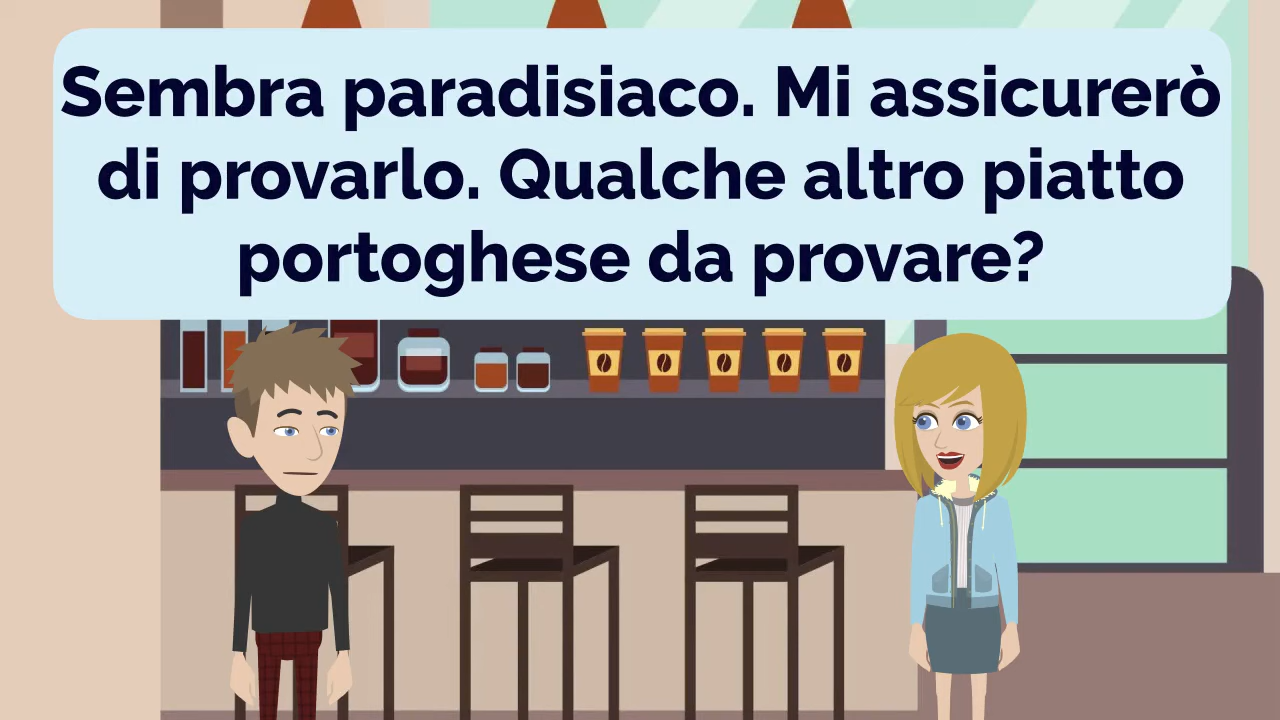 Sembra paradisiaco. Mi assicurerò
di provarlo. Qualche altro piatto
portoghese da provare?